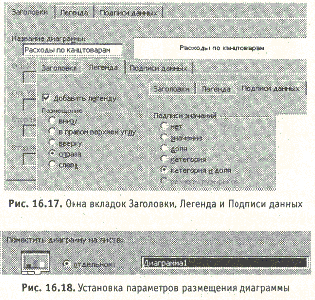 Заголовки Легенда Подписи данных
Название диаграммы:
Расходы по канцтоварам
Расходы по канцтоварам
Заголовки Легенда Подписи данных
Заголовки Легенда Подписи данных
Добавить легенду
Размещение
внизу
в правом верхнем углу
вверху
справа
слева
Подписи значений
нет
значение
доля
категория
категория и доля
Рис. 16.17. Окна вкладок Заголовки, Легенда и Подписи данных
Поместить диаграмму на листе:
отдельном:
Диаграмма1
Рис. 16.18. Установка параметров размещения диаграммы